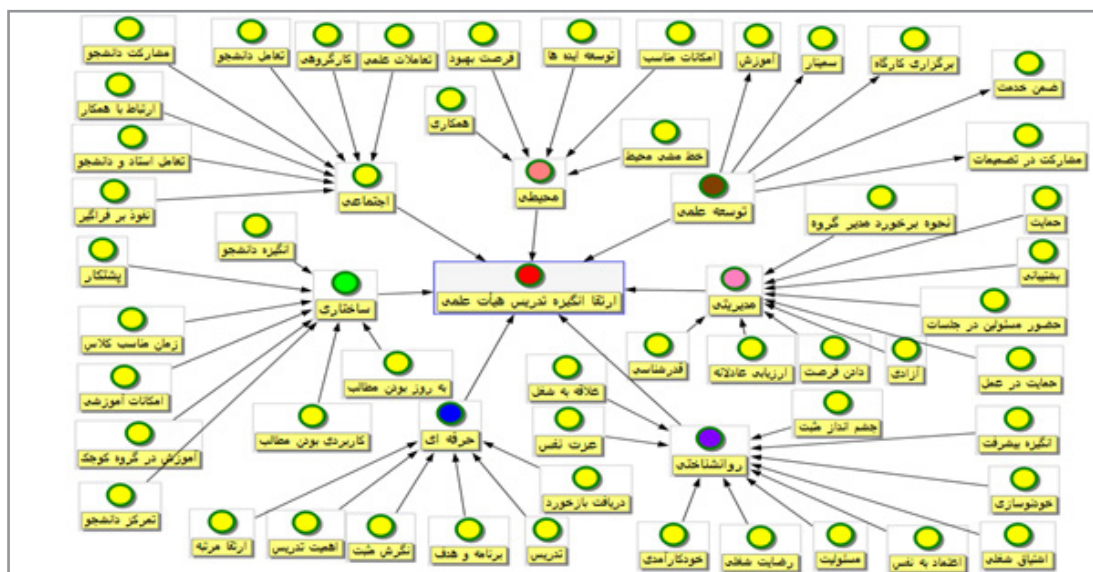 مشارکت دانشجو
تعامل دانشجو
کارگروهی
تعاملات علمی
فرصت بهبود
توسعه ایده ها
امکانات مناسب
آموزش
سمینار
برگزاری کارگاه
ضمن خدمت
ارتباط با همکار
همکاری
تعامل استاد و دانشجو
خط مشی محیط
مشارکت در تصمیمات
نفوذ بر فراگیر
اجتماعی
محیطی
توسعه علمی
نحوه برخورد مدیر گروه
حمایت
انگیزه دانشجو
پشتکار
ساختاری
ارتقا انگیزه تدریس هیأت علمی
مدیریتی
پشتیبانی
زمان مناسب کلاس
حضور مسئولین در جلسات
قدرشناسی
ارزیابی عادلانه
دادن فرصت
آزادی
حمایت در عمل
امکانات آموزشی
به روز بودن مطالب
علاقه به شغل
کاربردی بودن مطالب
حرفه ای
عزت نفس
چشم انداز مثبت
انگیزه پیشرفت
آموزش در گروه کوچک
روانشناختی
خودنوسازی
تمرکز دانشجو
دریافت بازخورد
ارتقا مرتبه
اهمیت تدریس
نگرش مثبت
برنامه و هدف
تدریس
خودکارآمدی
رضایت شغلی
مسئولیت
اعتماد به نفس
اشتیاق شغلی